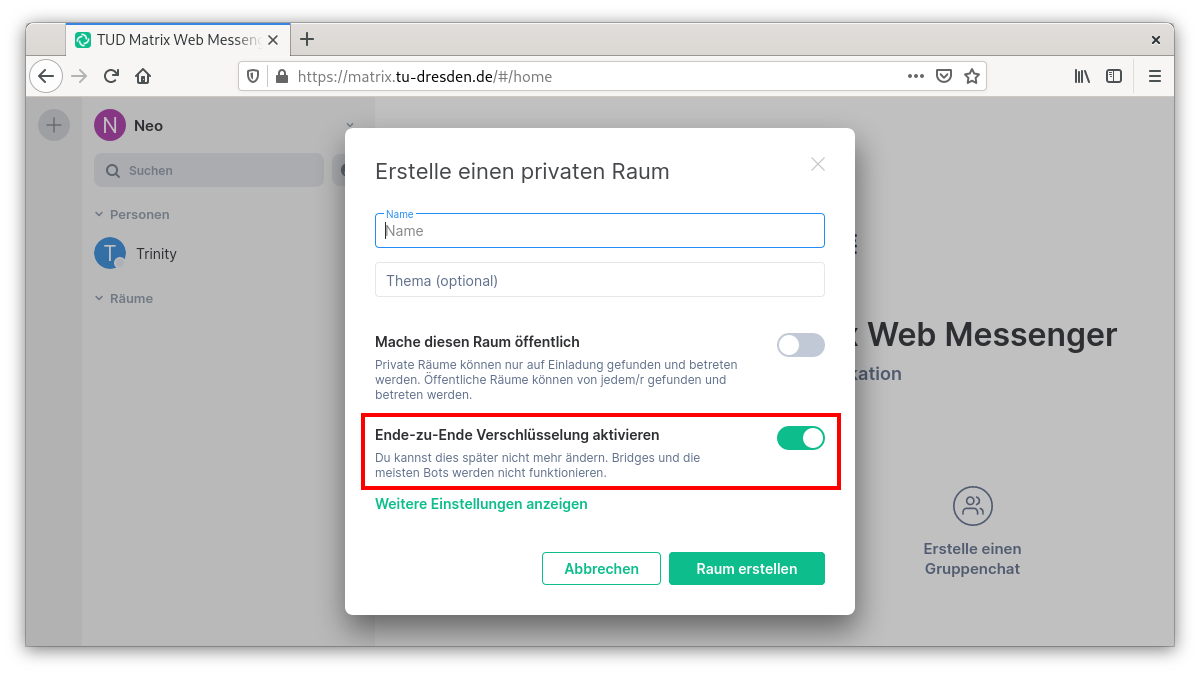 TUD Matrix Web Messeng
https://matrix.tu-dresden.de/#/home
N Neo
Suchen
Personen
T Trinity
Räume
Erstelle einen privaten Raum
Name
Name
Thema (optional)
Mache diesen Raum öffentlich
Private Räume können nur auf Einladung gefunden und betreten
werden. Öffentliche Räume können von jedem/r gefunden und
betreten werden.
Ende-zu-Ende Verschlüsselung aktivieren
Du kannst dies später nicht mehr ändern. Bridges und die
meisten Bots werden nicht funktionieren.
Weitere Einstellungen anzeigen
Abbrechen
Raum erstellen
x Web Messenger
kation
Erstelle einen
Gruppenchat